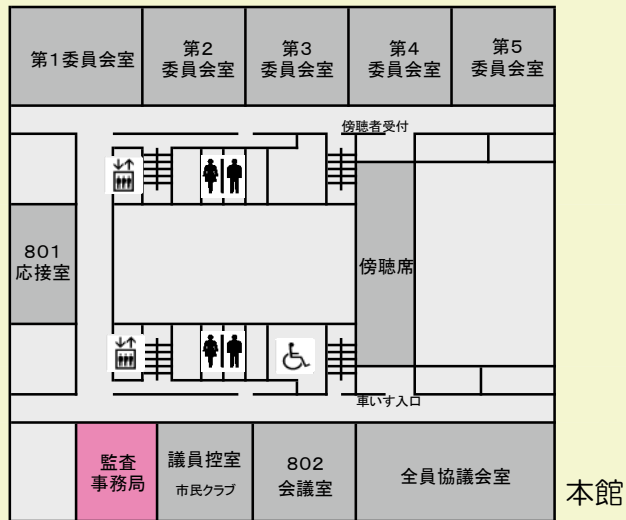 第1委員会室
第2
委員会室
第3
委員会室
第4
委員会室
第5
委員会室
傍聴者受付
801
応接室
傍聴席
車いす入口
監査
事務局
議員控室
市民クラブ
802
会議室
全員協議会室
本館